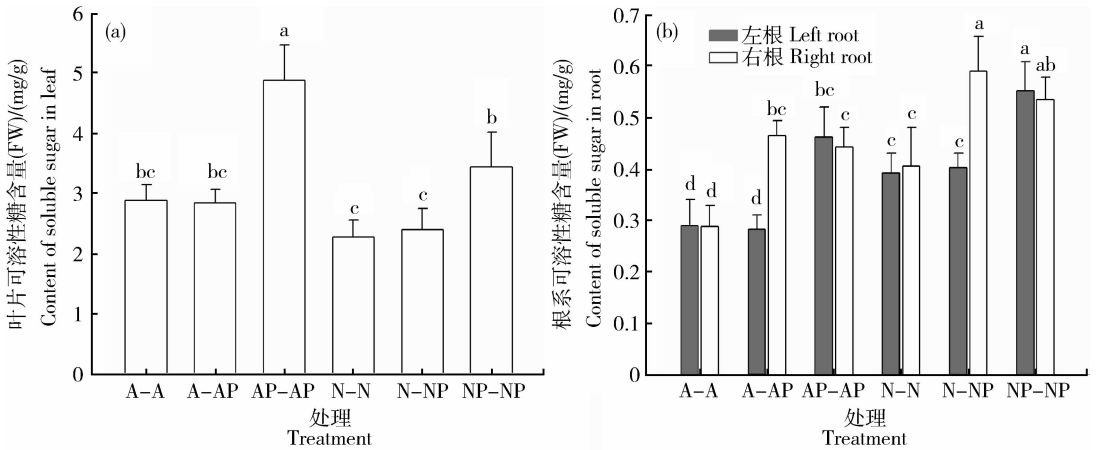 (a)
叶片可溶性糖含量(FW)/(mg/g)
Content of soluble sugar in leaf
6
5
4
3
2
1
0
bc
bc
a
c
c
b
A-A A-AP AP-AP N-N N-NP NP-NP
处理
Treatment
(b)
左根 Left root
右根 Right root
根系可溶性糖含量(FW)/(mg/g)
Content of soluble sugar in root
0.7
0.6
0.5
0.4
0.3
0.2
0.1
0
d d
d bc
bc c
c c
c a
a ab
A-A A-AP AP-AP N-N N-NP NP-NP
处理
Treatment